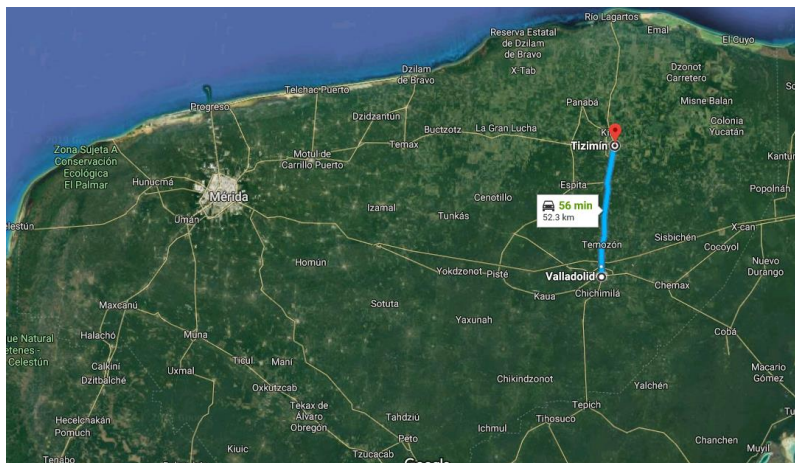 Río Lagartos
Emal
El Cuyo
Reserva Estatal
de Dzilam
de Bravo
X-Tab
Dzonot
Carretero
Dzilam
de Bravo
Telchac Puerto
Progreso
Panabá
Misne Balan
Dzidzantún
Colonia
Yucatán
Buctzotz
La Gran Lucha
Temax
Tizimín
Zona Sujeta A
Conservación
Ecológica
El Palmar
Motul de
Carrillo Puerto
Hunucmá
Espita
Popolnáh
Mérida
Cenotillo
Izamal
56 min
52.3 km
Umán
Tunkás
X-can
Sisbichén
Cocoyol
Temozón
Homún
Yokdzonot
Pisté
Valladolid
Nuevo
Durango
Chemax
Kaua
Chichimilá
Maxcanú
Sotuta
Yaxunah
Cobá
Halachó
Muna
Calkiní
Dzitbalché
Uxmal
Ticul
Mani
Macario
Gómez
Chikindzonot
Yalchén
Oxkutzcab
Tekax de
Álvaro
Obregón
Tepich
Hecelchakán
Pomuch
Tahdziú
Tihosuco
Ichmul
Peto
Chanchen
Kiuic
Tzucacab
Muyil
Tenabo